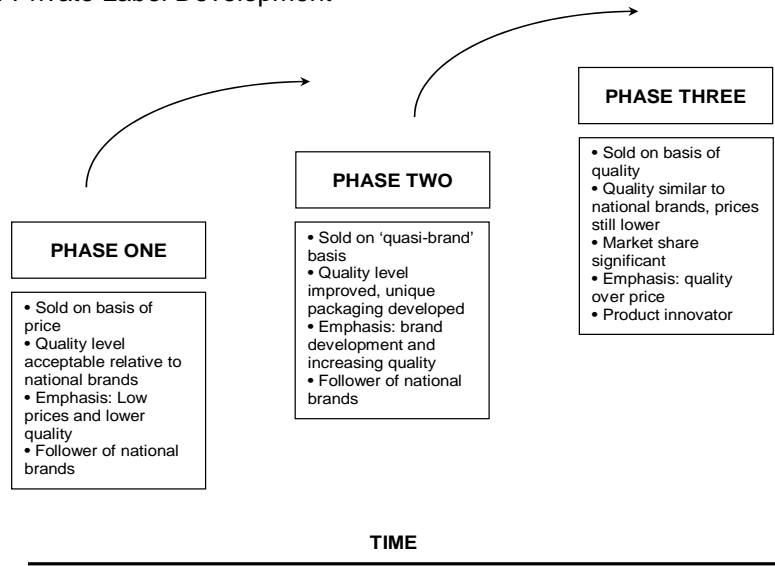 Private Label Development
PHASE ONE
• Sold on basis of
price
• Quality level
acceptable relative to
national brands
• Emphasis: Low
prices and lower
quality
• Follower of national
brands
PHASE TWO
• Sold on ‘quasi-brand’
basis
• Quality level
improved, unique
packaging developed
• Emphasis: brand
development and
increasing quality
• Follower of national
brands
PHASE THREE
• Sold on basis of
quality
• Quality similar to
national brands, prices
still lower
• Market share
significant
• Emphasis: quality
over price
• Product innovator
TIME